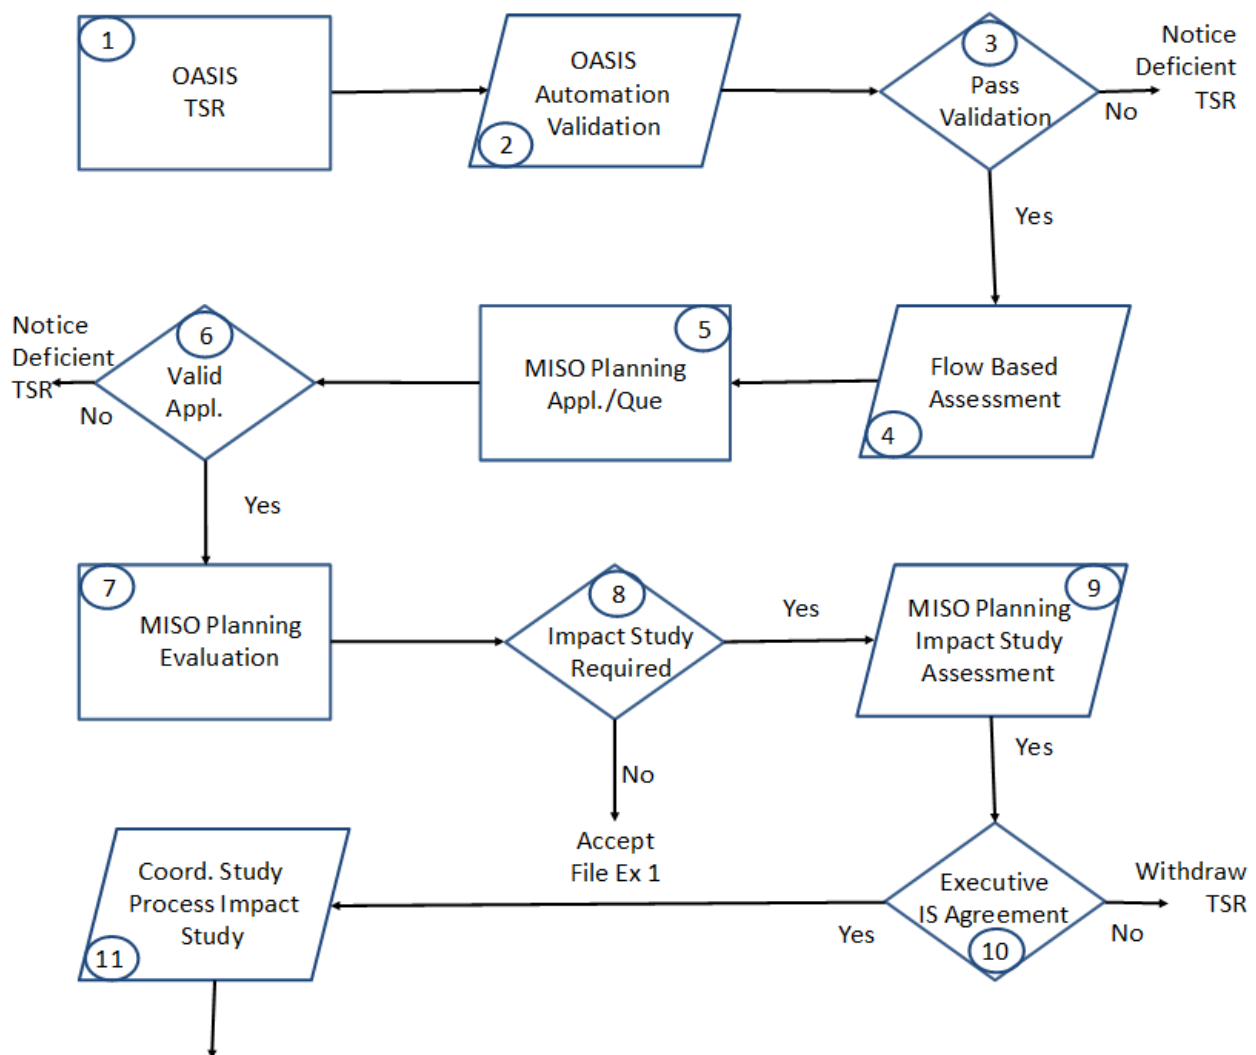 1
OASIS
TSR
OASIS
Automation
Validation
2
3
Pass
Validation
No
Notice
Deficient
TSR
Yes
Notice
Deficient
TSR
No
6
Valid
Appl.
5
MISO Planning
Appl./Que
Flow Based
Assessment
4
Yes
7
MISO Planning
Evaluation
8
Impact Study
Required
Yes
9
MISO Planning
Impact Study
Assessment
No
Accept
File Ex 1
Yes
Coord. Study
Process Impact
Study
11
Yes
Executive
IS Agreement
10
No
Withdraw
TSR